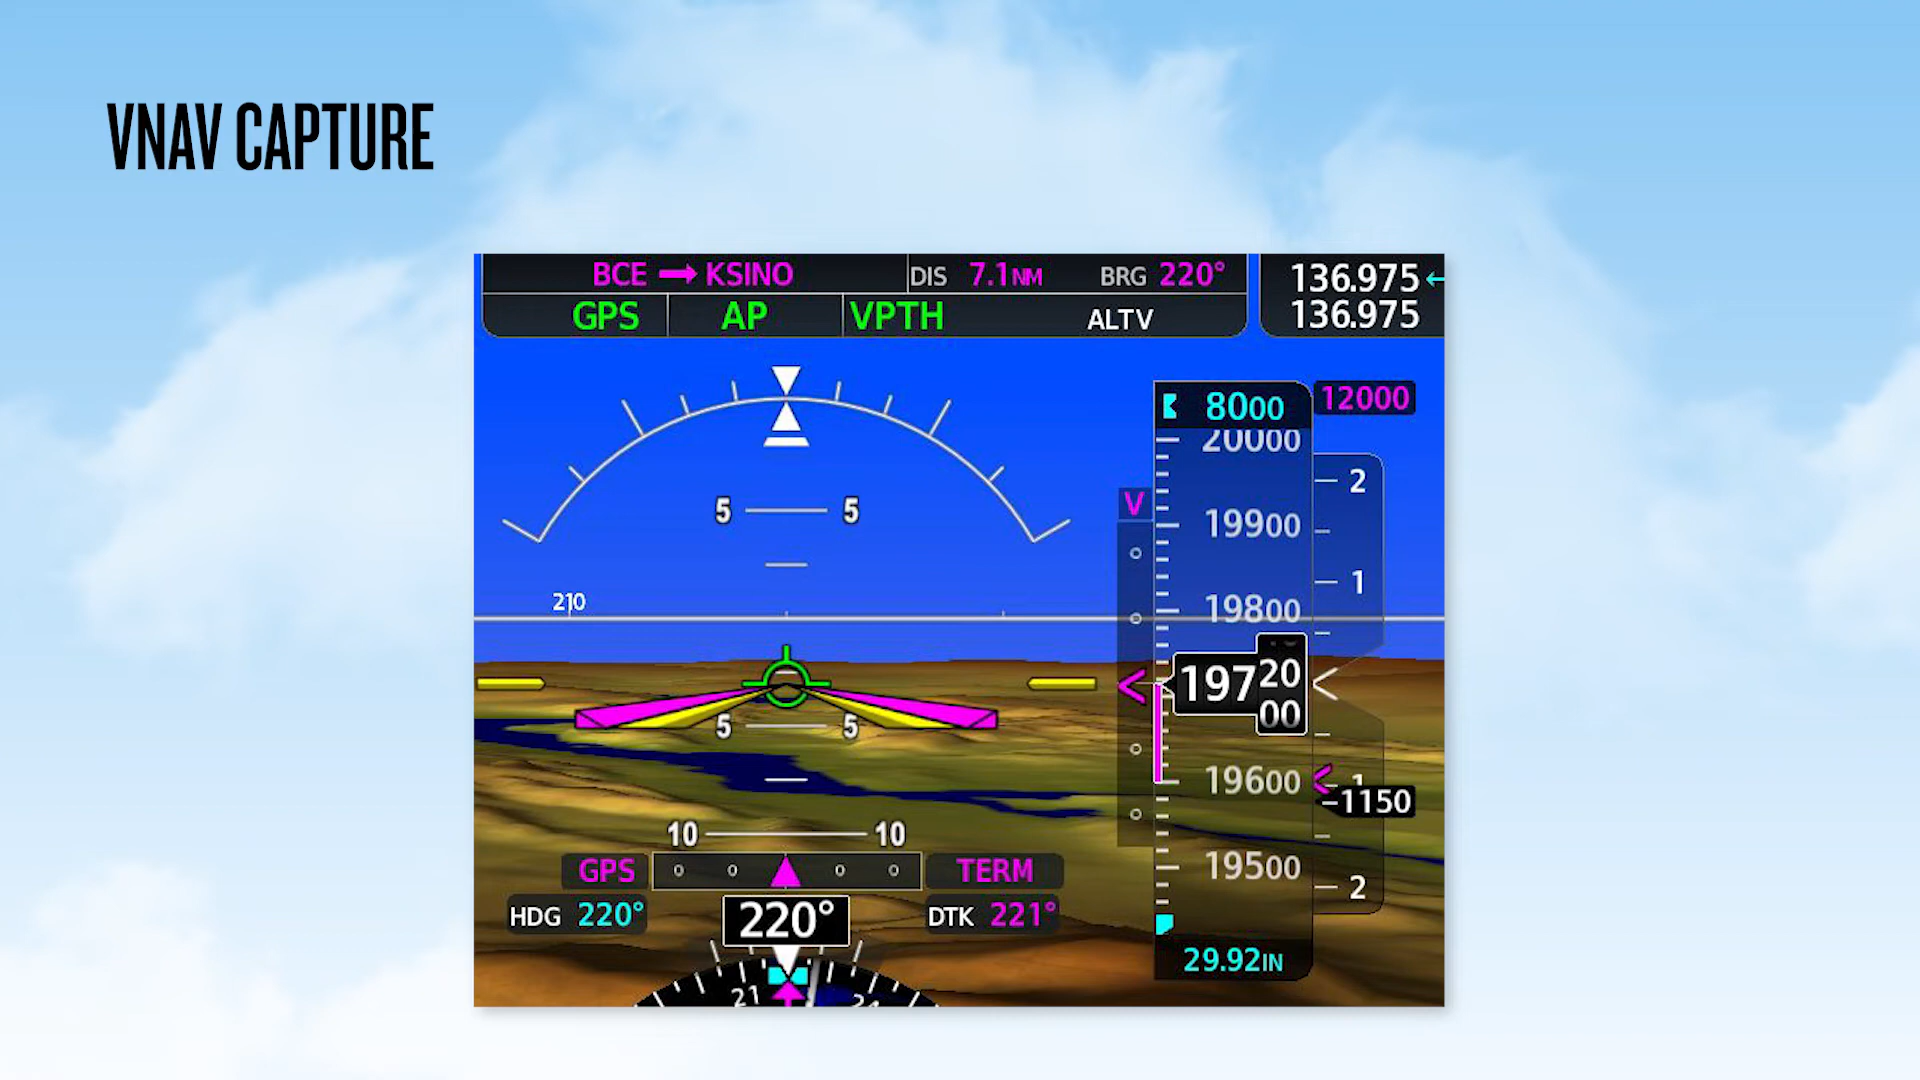 VNAV CAPTURE
BCE → KSINO DIS 7.1NM BRG 220°
136.975 ←
GPS AP VPTH ALTV
136.975
8000 12000
20000
2
V
5 5
19900
1
210
19800
19720
00
5 5
19600
1
-1150
10 10
19500
2
GPS TERM
HDG 220° 220° DTK 221°
29.92IN
21